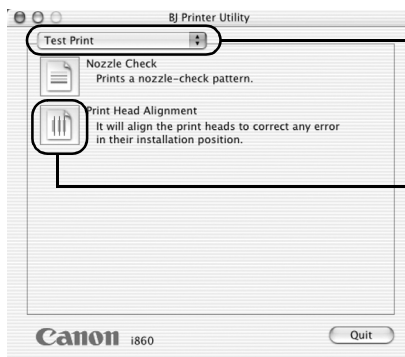 BJ Printer Utility
Test Print
Nozzle Check
Prints a nozzle-check pattern.
Print Head Alignment
It will align the print heads to correct any error
in their installation position.
Canon i860
Quit